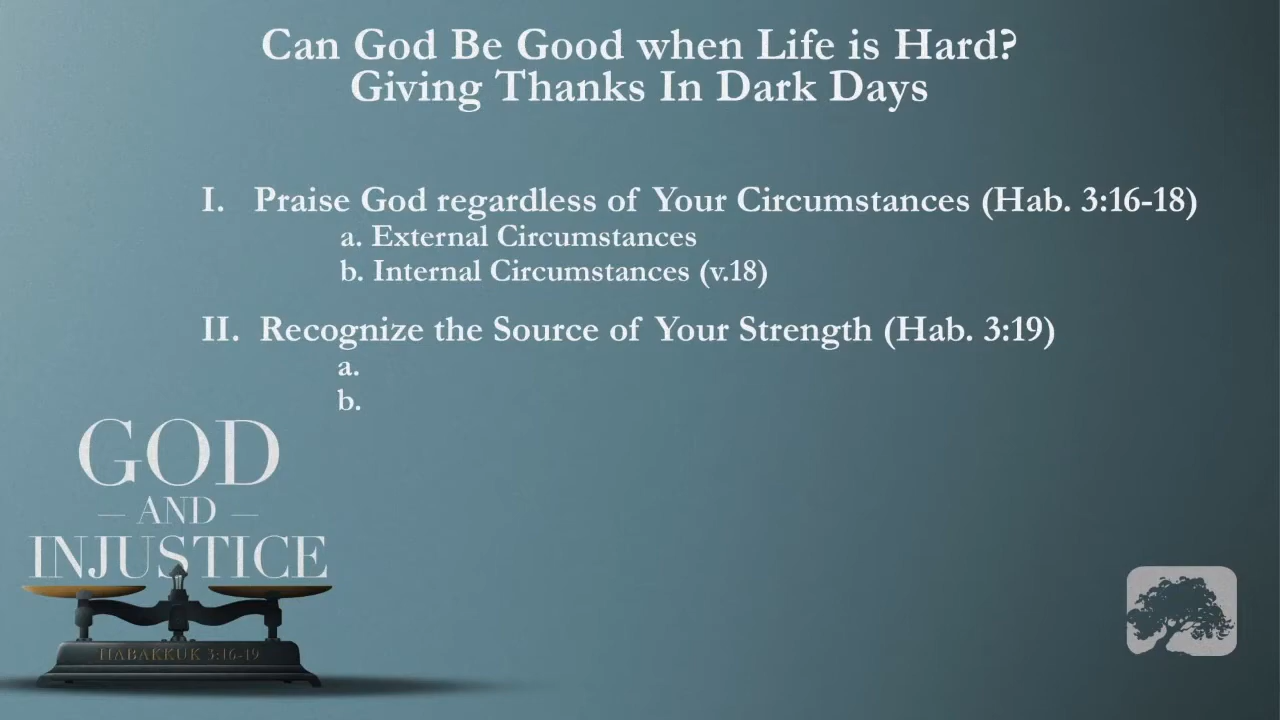 Can God Be Good when Life is Hard?
Giving Thanks In Dark Days
I. Praise God regardless of Your Circumstances (Hab. 3:16-18)
a. External Circumstances
b. Internal Circumstances (v.18)
II. Recognize the Source of Your Strength (Hab. 3:19)
a.
b.
GOD
— AND —
INJUSTICE
HABAKKUK 3:16-19